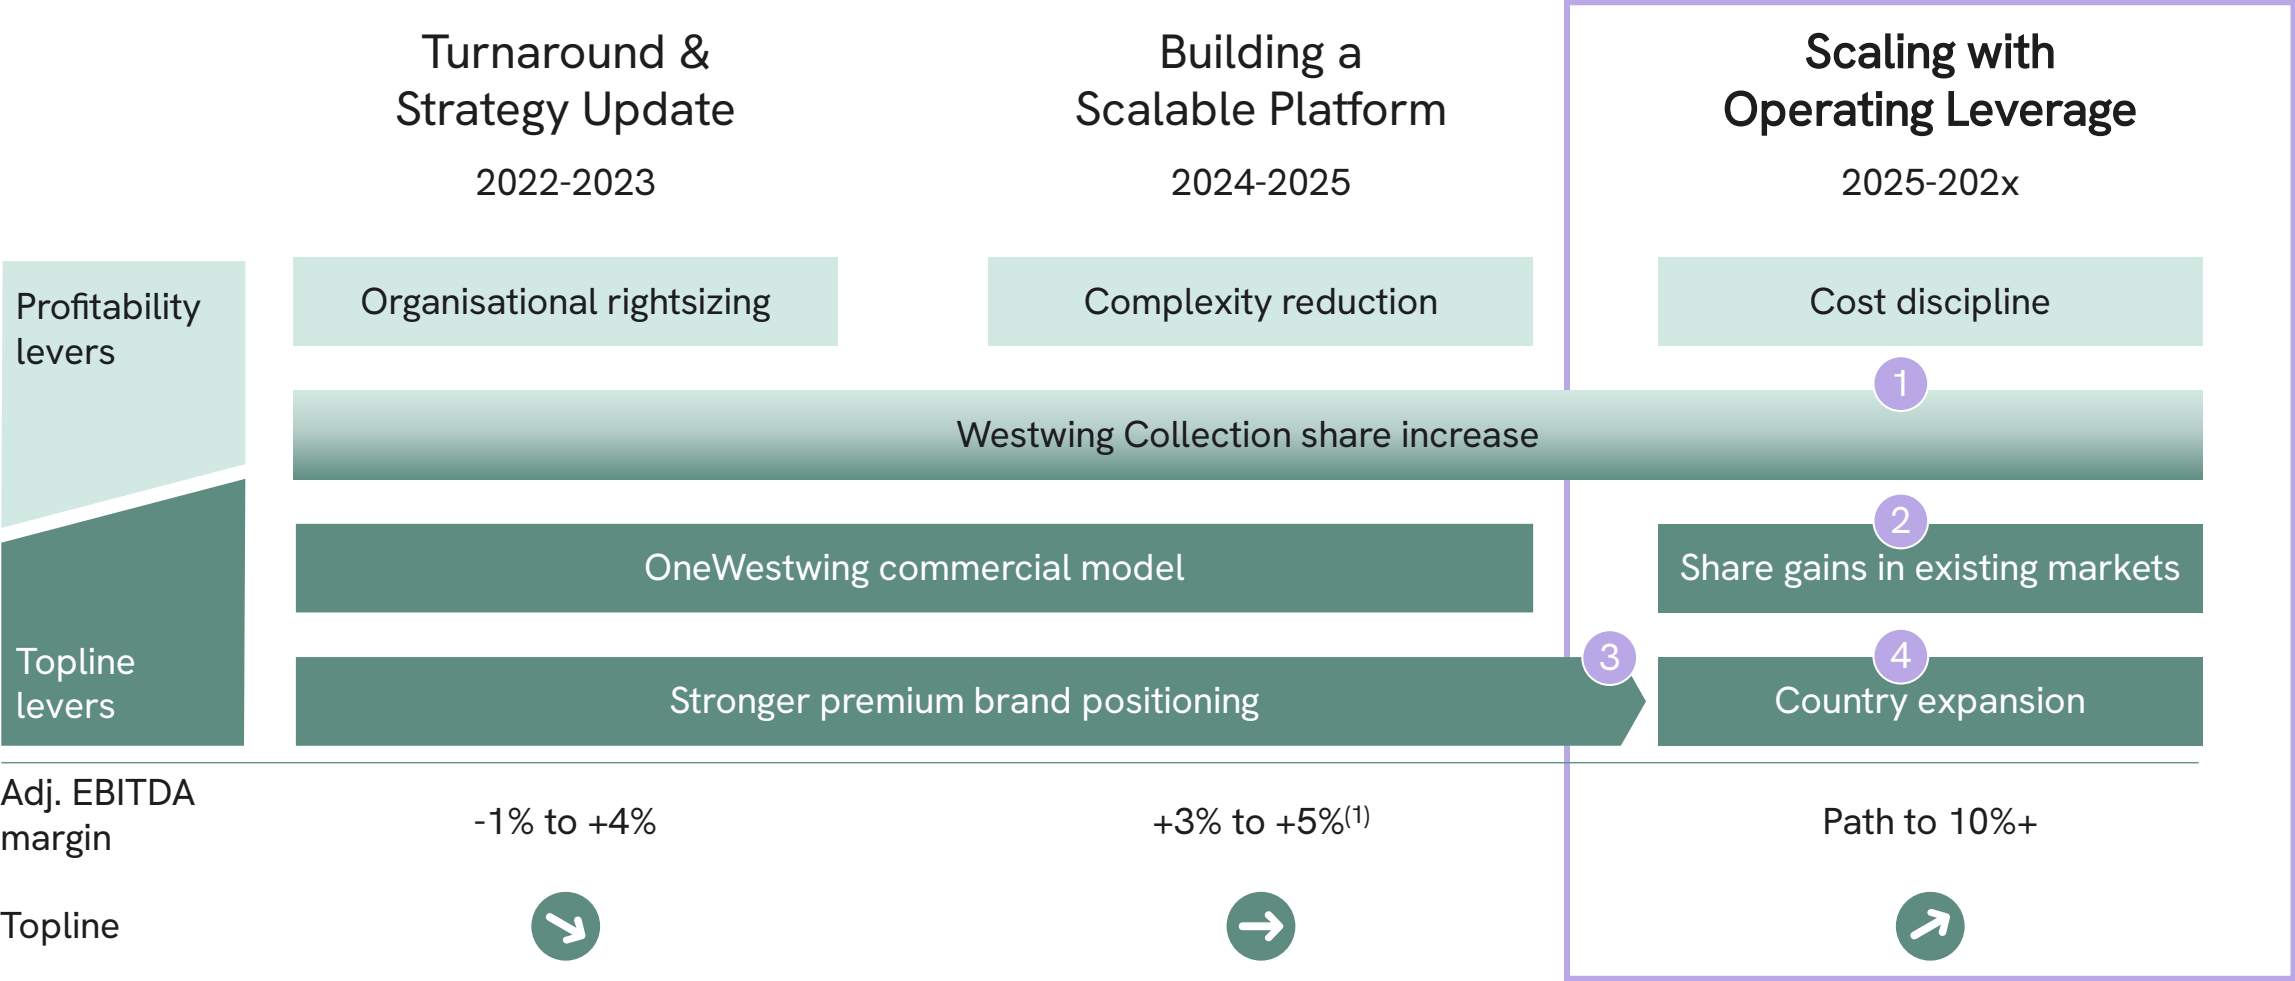 Turnaround &
Strategy Update
2022-2023
Building a
Scalable Platform
2024-2025
Scaling with
Operating Leverage
2025-202x
Profitability
levers
Organisational rightsizing
Complexity reduction
Cost discipline
1
Westwing Collection share increase
2
OneWestwing commercial model
Share gains in existing markets
Topline
levers
3
4
Stronger premium brand positioning
Country expansion
Adj. EBITDA
margin
-1% to +4%
+3% to +5%(1)
Path to 10%+
Topline